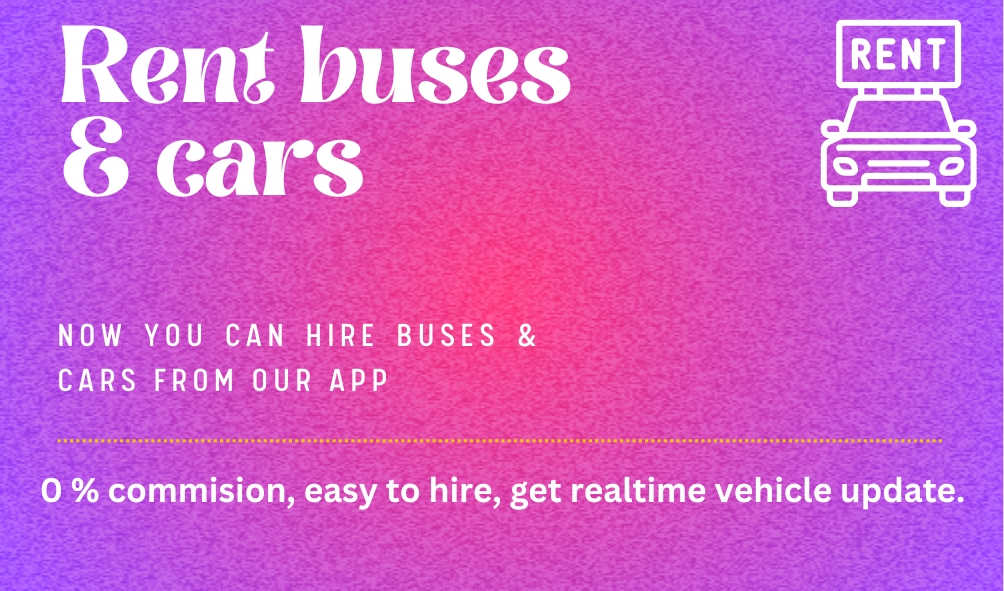 Rent buses
& cars
RENT
NOW YOU CAN HIRE BUSES &
CARS FROM OUR APP
0 % commision, easy to hire, get realtime vehicle update.